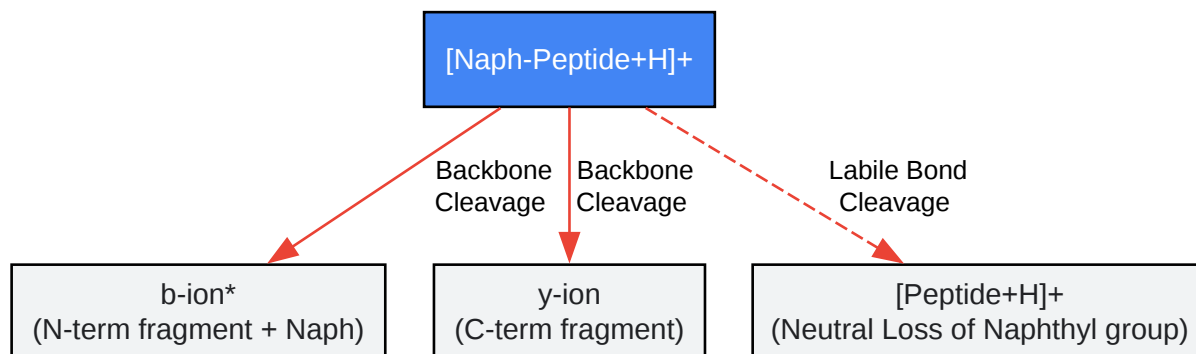 [Naph-Peptide+H]+
Backbone
Cleavage
Backbone
Cleavage
Labile Bond
Cleavage
b-ion*
(N-term fragment + Naph)
y-ion
(C-term fragment)
[Peptide+H]+
(Neutral Loss of Naphthyl group)